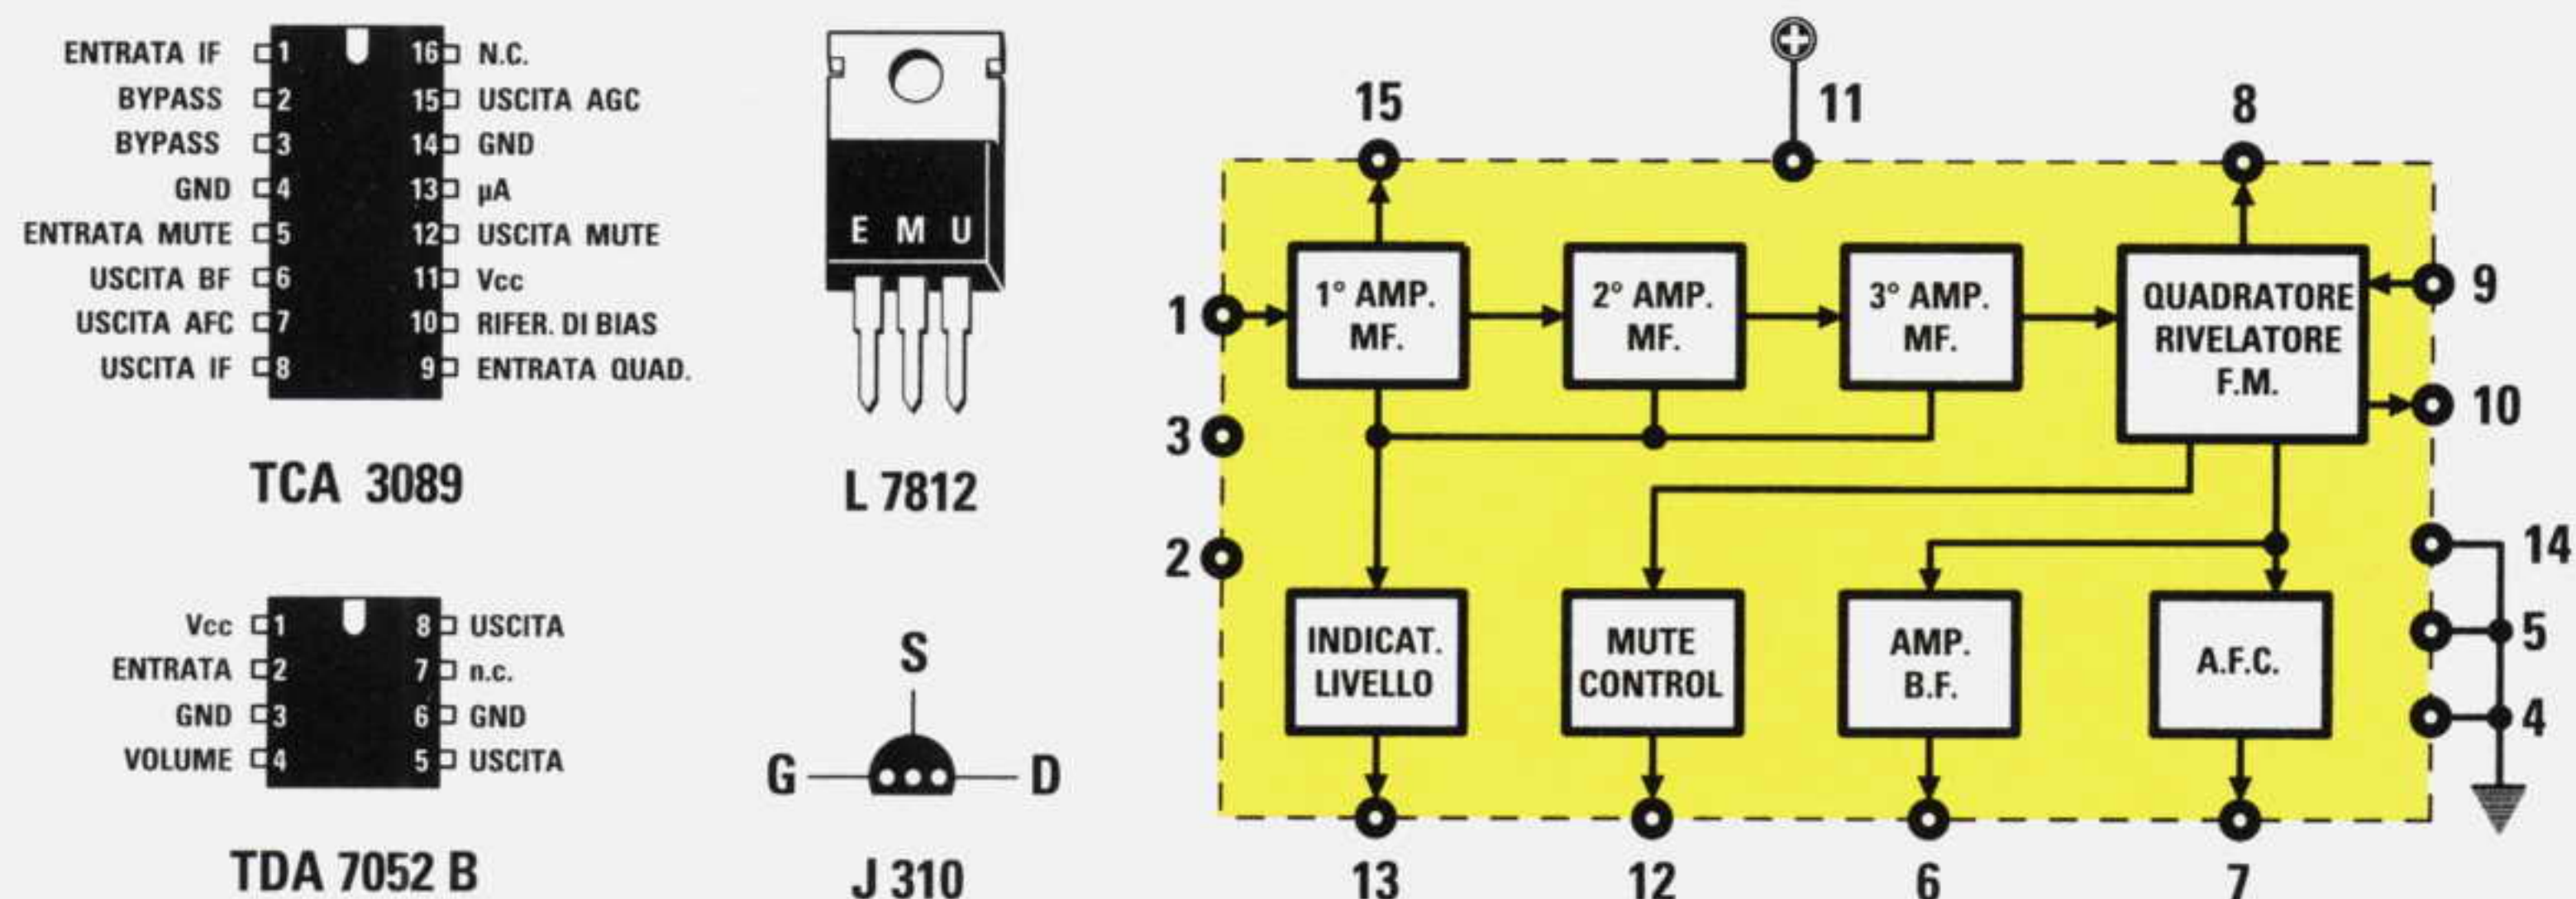 ENTRATA IF 1 16 N.C.
BYPASS 2 15 USCITA AGC
BYPASS 3 14 GND
GND 4 13 µA
ENTRATA MUTE 5 12 USCITA MUTE
USCITA BF 6 11 Vcc
USCITA AFC 7 10 RIFER. DI BIAS
USCITA IF 8 9 ENTRATA QUAD.
TCA 3089
E M U
L 7812
Vcc 1 8 USCITA
ENTRATA 2 7 n.c.
GND 3 6 GND
VOLUME 4 5 USCITA
TDA 7052 B
S
G D
J 310
15
11
8
1
1° AMP.
MF.
2° AMP.
MF.
3° AMP.
MF.
QUADRATORE
RIVELATORE
F.M.
9
10
3
2
14
5
4
INDICAT.
LIVELLO
MUTE
CONTROL
AMP.
B.F.
A.F.C.
13
12
6
7